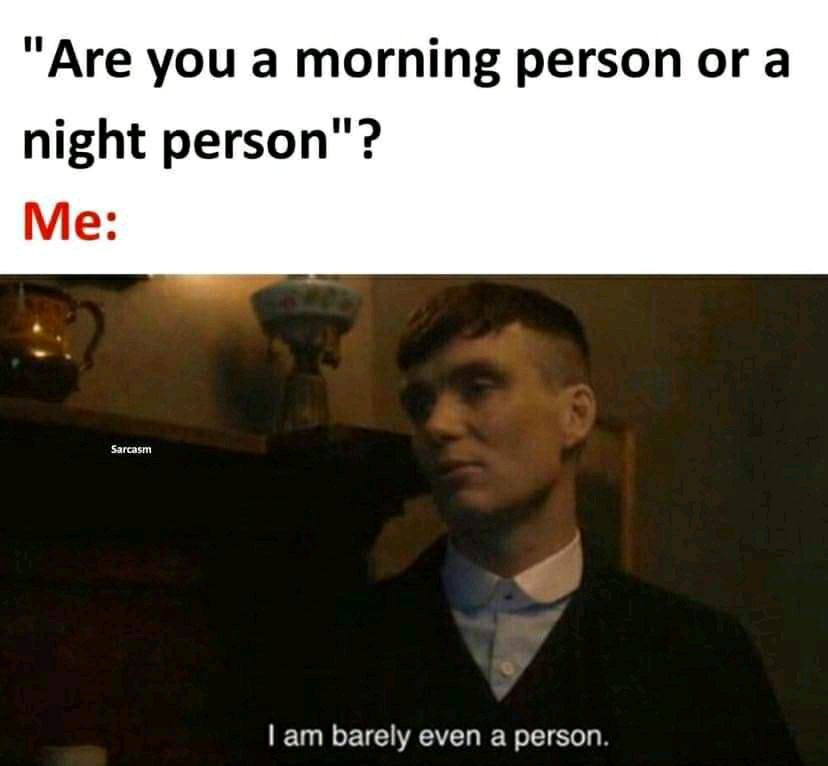 "Are you a morning person or a
night person"?
Me:
Sarcasm
I am barely even a person.